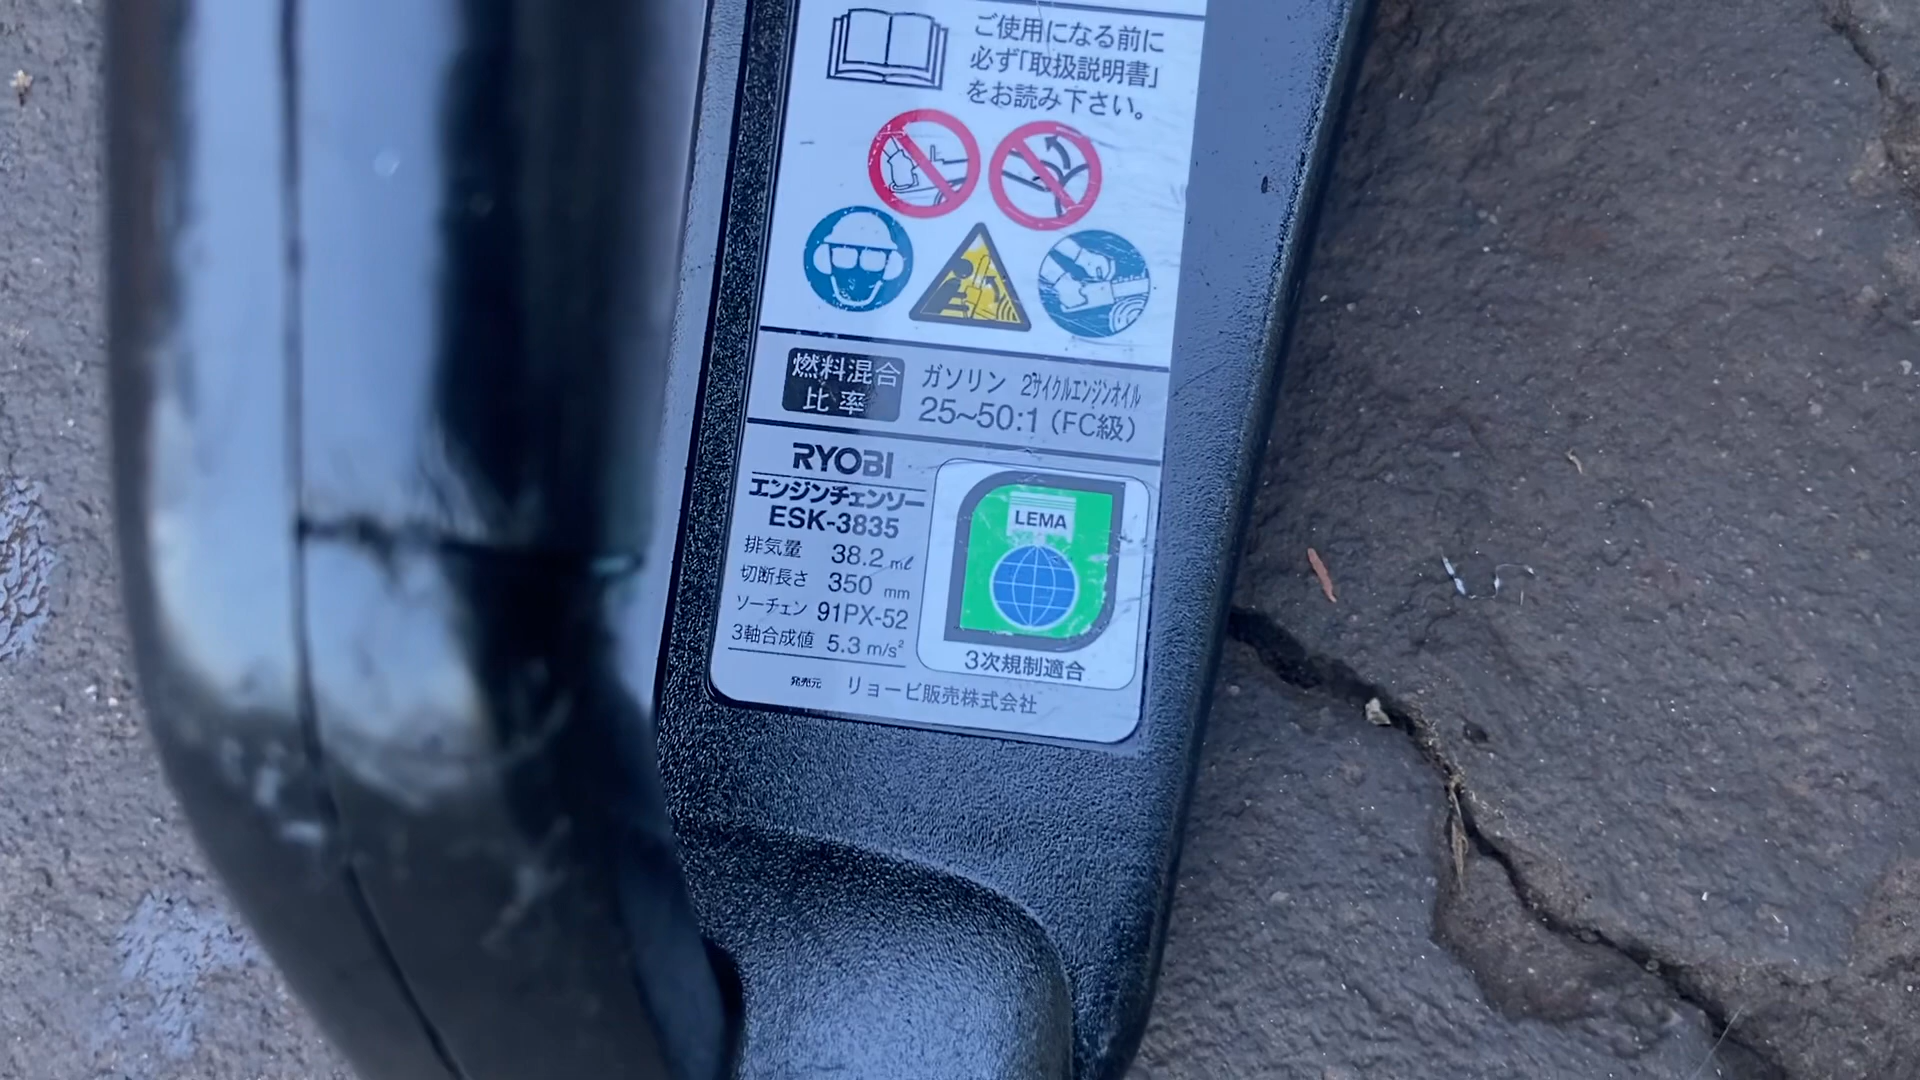 ご使用になる前に
必ず「取扱説明書」
をお読み下さい。
燃料混合
比率
ガソリン 2サイクルエンジンオイル
25~50:1 (FC級)
RYOBI
エンジンチェンソー
ESK-3835
排気量 38.2 mℓ
切断長さ 350 mm
ソーチェン 91PX-52
3軸合成値 5.3 m/s²
LEMA
3次規制適合
発売元 リョービ販売株式会社